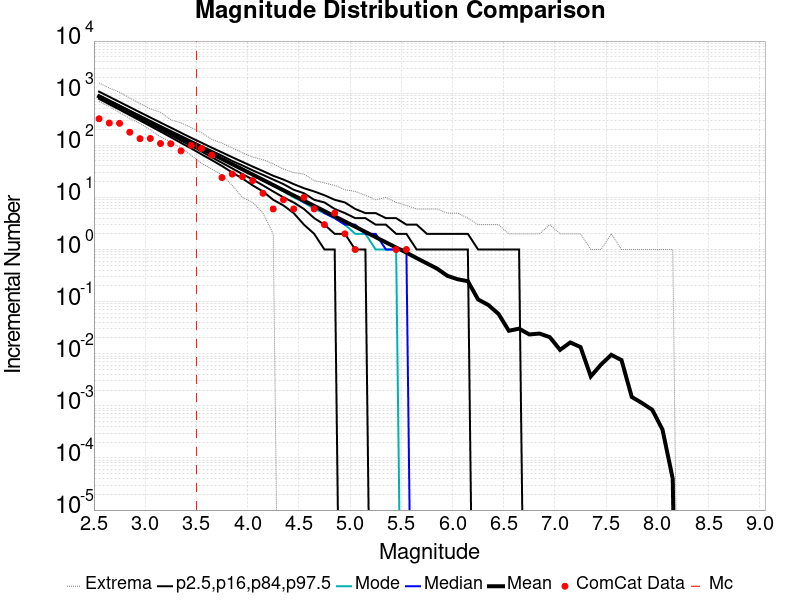 Magnitude Distribution Comparison
10^4
10^3
10^2
10^1
10^0
10^-1
10^-2
10^-3
10^-4
10^-5
Incremental Number
2.5 3.0 3.5 4.0 4.5 5.0 5.5 6.0 6.5 7.0 7.5 8.0 8.5 9.0
Magnitude
Extrema p2.5,p16,p84,p97.5 Mode Median Mean ComCat Data Mc